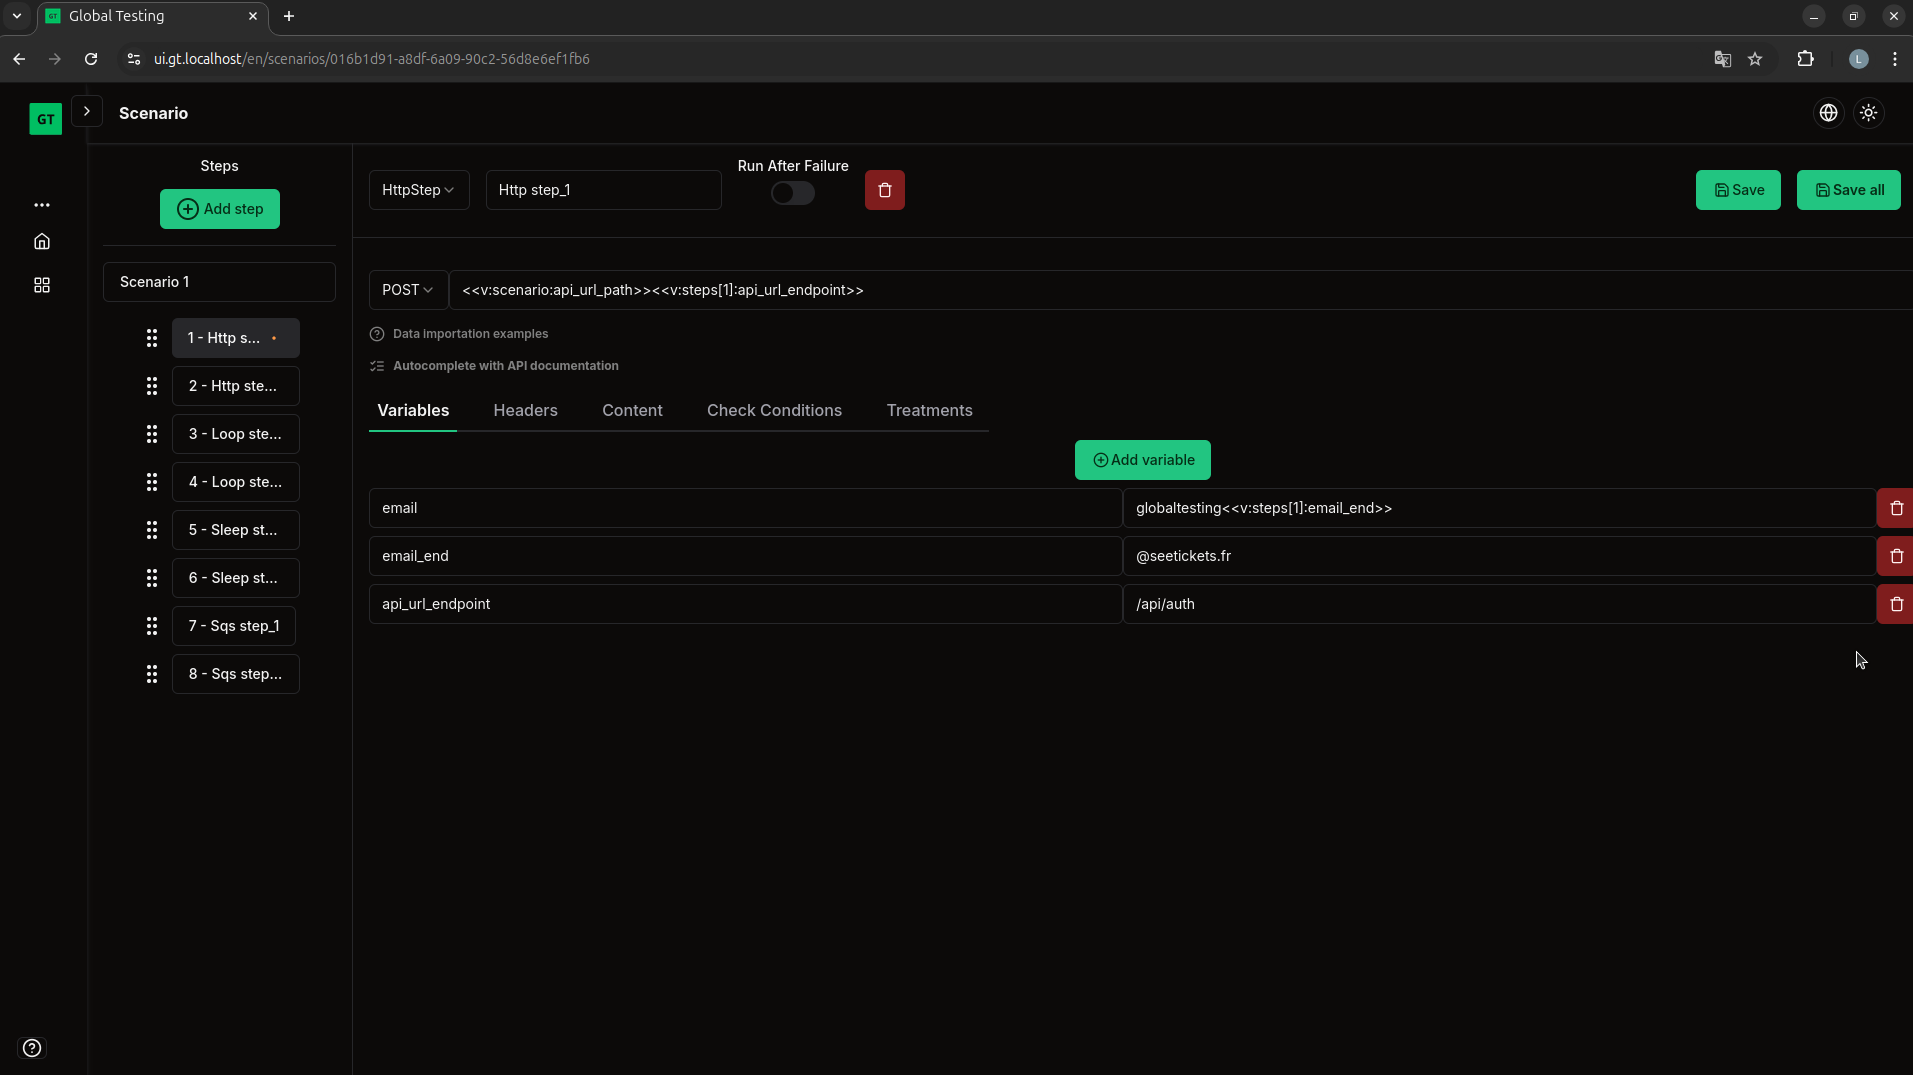 GT Global Testing
ui.gt.localhost/en/scenarios/016b1d91-a8df-6a09-90c2-56d8e6ef1fb6
L
GT
Scenario
Steps
Add step
Scenario 1
1 - Http s...
2 - Http ste...
3 - Loop ste...
4 - Loop ste...
5 - Sleep st...
6 - Sleep st...
7 - Sqs step_1
8 - Sqs step...
HttpStep
Http step_1
Run After Failure
Save
Save all
POST
<<v:scenario:api_url_path>><<v:steps[1]:api_url_endpoint>>
Data importation examples
Autocomplete with API documentation
Variables Headers Content Check Conditions Treatments
Add variable
email globaltesting<<v:steps[1]:email_end>>
email_end @seetickets.fr
api_url_endpoint /api/auth